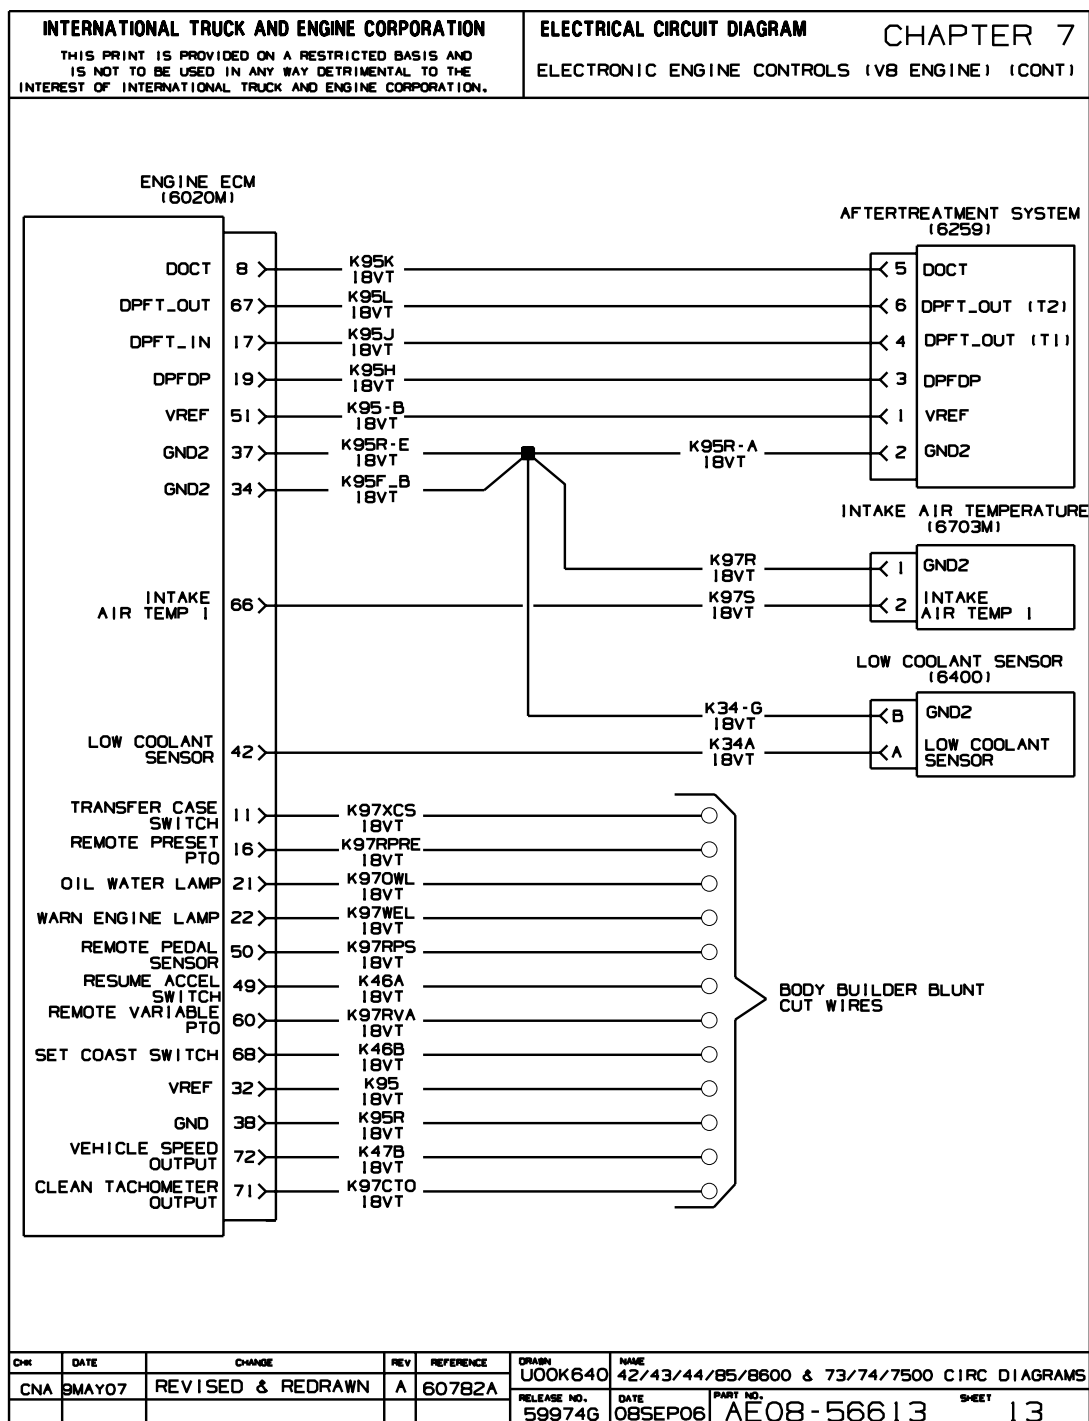 INTERNATIONAL TRUCK AND ENGINE CORPORATION
THIS PRINT IS PROVIDED ON A RESTRICTED BASIS AND
IS NOT TO BE USED IN ANY WAY DETRIMENTAL TO THE
INTEREST OF INTERNATIONAL TRUCK AND ENGINE CORPORATION.
ELECTRICAL CIRCUIT DIAGRAM
CHAPTER 7
ELECTRONIC ENGINE CONTROLS (V8 ENGINE) (CONT)
ENGINE ECM
(6020M)
AFTERTREATMENT SYSTEM
(6259)
DOCT 8 K95K 5 DOCT
18VT
DPFT_OUT 67 K95L 6 DPFT_OUT (T2)
18VT
DPFT_IN 17 K95J 4 DPFT_OUT (T1)
18VT
DPFDP 19 K95H 3 DPFDP
18VT
VREF 51 K95-B 1 VREF
18VT
GND2 37 K95R-E K95R-A 2 GND2
18VT 18VT
GND2 34 K95F_B
18VT
INTAKE AIR TEMPERATURE
(6703M)
K97R 1 GND2
18VT
INTAKE
AIR TEMP 1 66 K97S 2 INTAKE
18VT AIR TEMP 1
LOW COOLANT SENSOR
(6400)
K34-G B GND2
18VT
LOW COOLANT
SENSOR 42 K34A A LOW COOLANT
18VT SENSOR
TRANSFER CASE
SWITCH 11 K97XCS
18VT
REMOTE PRESET
PTO 16 K97RPRE
18VT
OIL WATER LAMP 21 K97OWL
18VT
WARN ENGINE LAMP 22 K97WEL
18VT
REMOTE PEDAL
SENSOR 50 K97RPS
18VT
RESUME ACCEL
SWITCH 49 K46A
18VT
BODY BUILDER BLUNT
CUT WIRES
REMOTE VARIABLE
PTO 60 K97RVA
18VT
SET COAST SWITCH 68 K46B
18VT
VREF 32 K95
18VT
GND 38 K95R
18VT
VEHICLE SPEED
OUTPUT 72 K47B
18VT
CLEAN TACHOMETER
OUTPUT 71 K97CTO
18VT
CHK DATE CHANGE REV REFERENCE
CNA 9MAY07 REVISED & REDRAWN A 60782A
DRAWN
U00K640
NAME
42/43/44/85/8600 & 73/74/7500 CIRC DIAGRAMS
RELEASE NO.
59974G
DATE
08SEP06
PART NO.
AE08-56613
SHEET
13